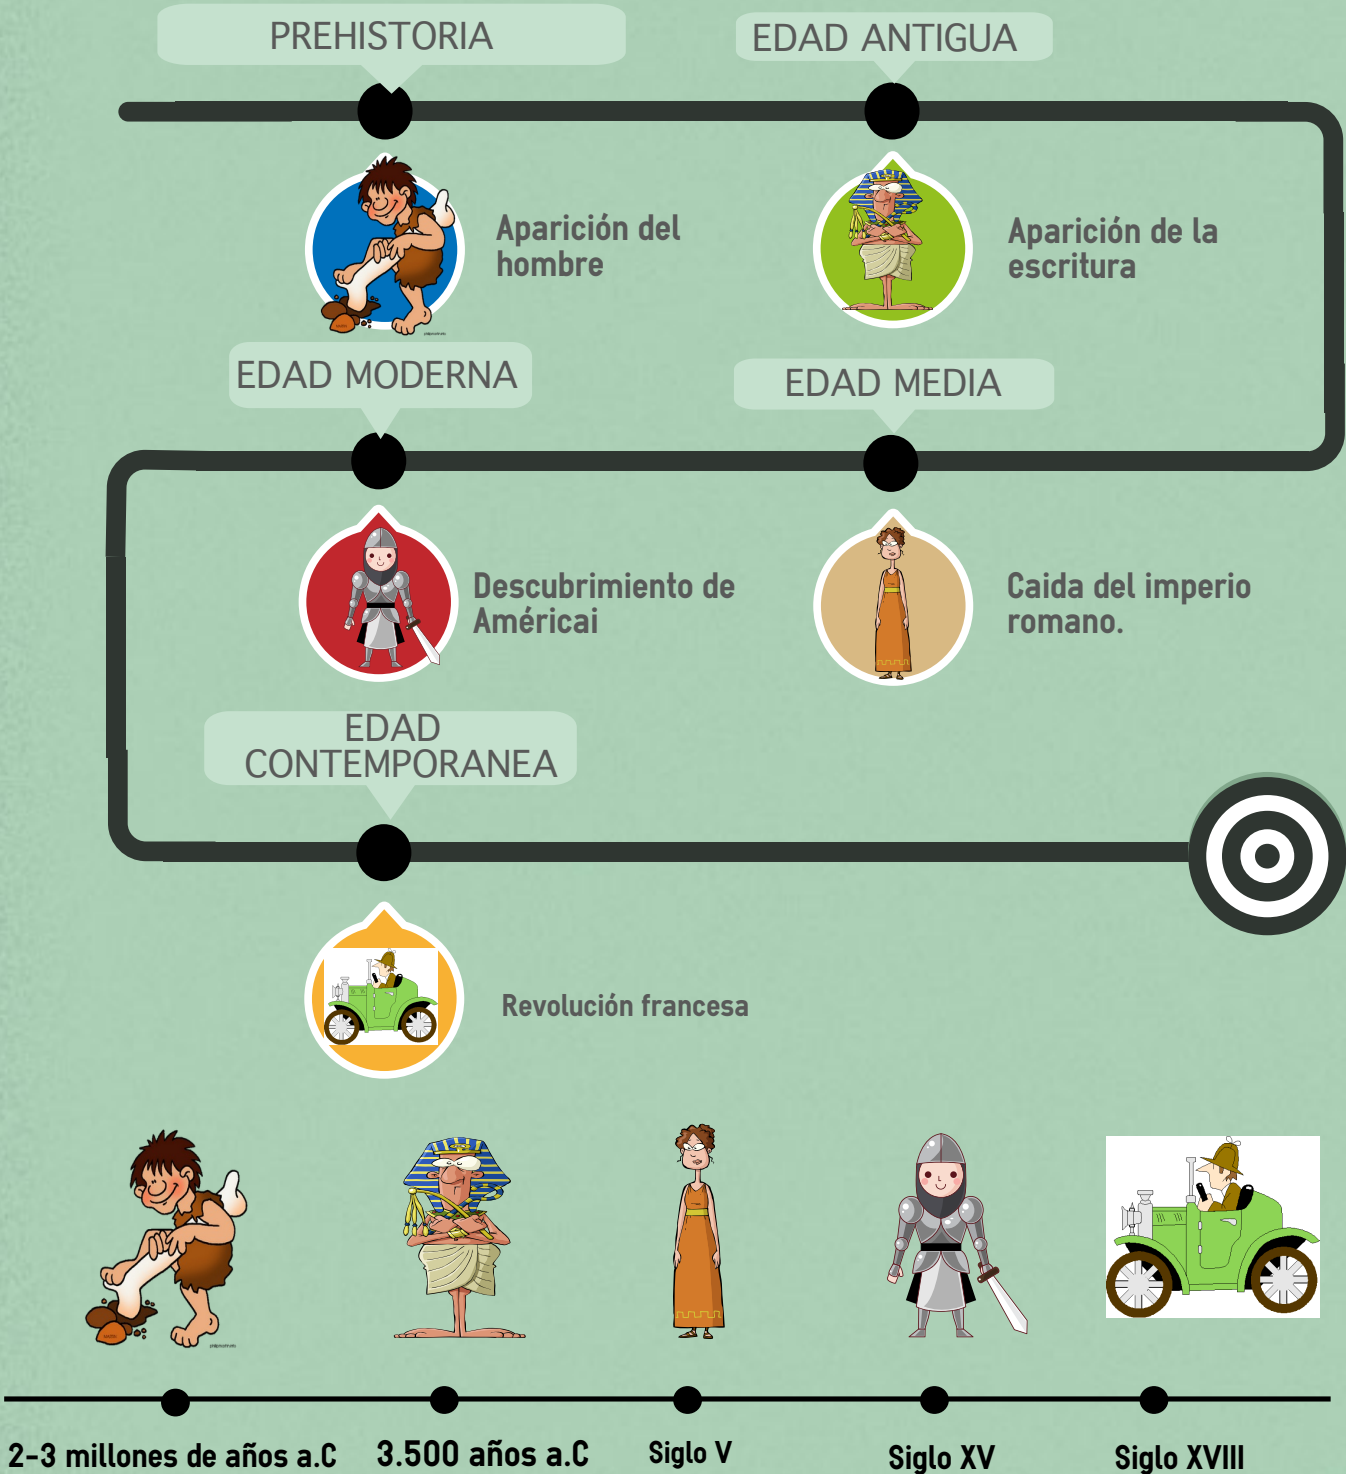 PREHISTORIA
EDAD ANTIGUA
Aparición del
hombre
Aparición de la
escritura
EDAD MODERNA
EDAD MEDIA
Descubrimiento de
Américai
Caida del imperio
romano.
EDAD
CONTEMPORANEA
Revolución francesa
2-3 millones de años a.C
3.500 años a.C
Siglo V
Siglo XV
Siglo XVIII